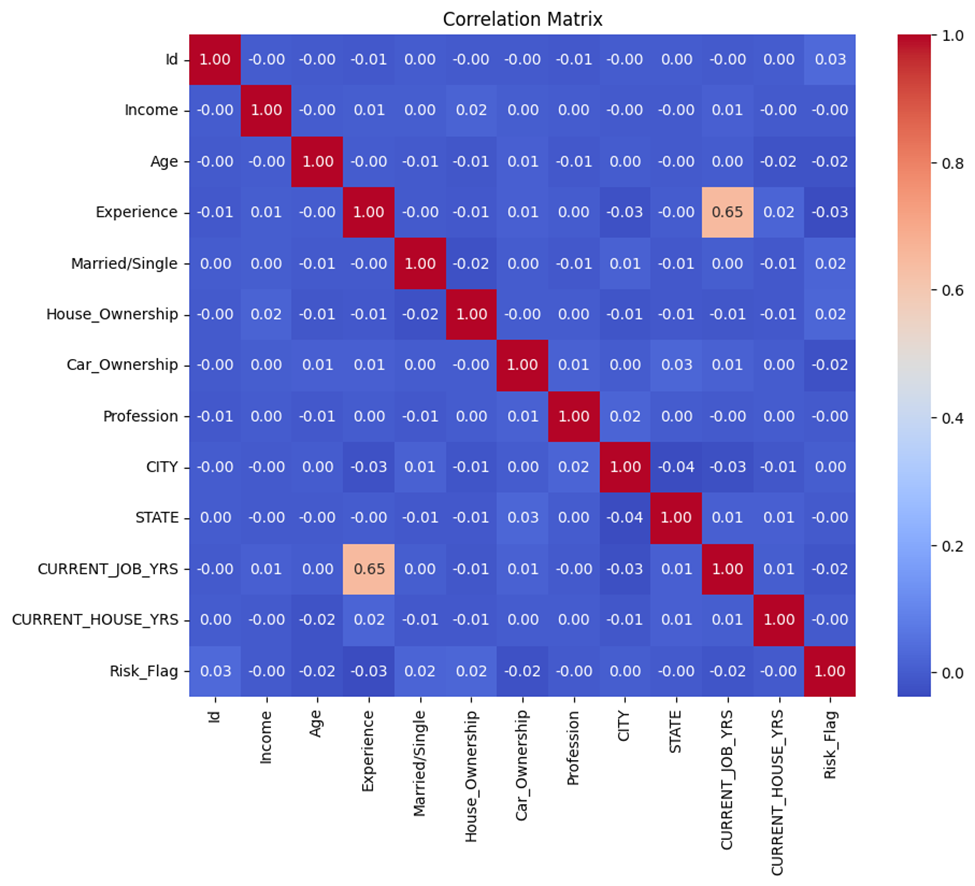 Correlation Matrix
Id 1.00 -0.00 -0.00 -0.01 0.00 -0.00 -0.00 -0.01 -0.00 0.00 -0.00 0.00 0.03
Income -0.00 1.00 -0.00 0.01 0.00 0.02 0.00 0.00 -0.00 -0.00 0.01 -0.00 -0.00
Age -0.00 -0.00 1.00 -0.00 -0.01 -0.01 0.01 -0.01 0.00 -0.00 0.00 -0.02 -0.02
Experience -0.01 0.01 -0.00 1.00 -0.00 -0.01 0.01 0.00 -0.03 -0.00 0.65 0.02 -0.03
Married/Single 0.00 0.00 -0.01 -0.00 1.00 -0.02 0.00 -0.01 0.01 -0.01 0.00 -0.01 0.02
House_Ownership -0.00 0.02 -0.01 -0.01 -0.02 1.00 -0.00 0.00 -0.01 -0.01 -0.01 -0.01 0.02
Car_Ownership -0.00 0.00 0.01 0.01 0.00 -0.00 1.00 0.01 0.00 0.03 0.01 0.00 -0.02
Profession -0.01 0.00 -0.01 0.00 -0.01 0.00 0.01 1.00 0.02 0.00 -0.00 0.00 -0.00
CITY -0.00 -0.00 0.00 -0.03 0.01 -0.01 0.00 0.02 1.00 -0.04 -0.03 -0.01 0.00
STATE 0.00 -0.00 -0.00 -0.00 -0.01 -0.01 0.03 0.00 -0.04 1.00 0.01 0.01 -0.00
CURRENT_JOB_YRS -0.00 0.01 0.00 0.65 0.00 -0.01 0.01 -0.00 -0.03 0.01 1.00 0.01 -0.02
CURRENT_HOUSE_YRS 0.00 -0.00 -0.02 0.02 -0.01 -0.01 0.00 0.00 -0.01 0.01 0.01 1.00 -0.00
Risk_Flag 0.03 -0.00 -0.02 -0.03 0.02 0.02 -0.02 -0.00 0.00 -0.00 -0.02 -0.00 1.00
Id
Income
Age
Experience
Married/Single
House_Ownership
Car_Ownership
Profession
CITY
STATE
CURRENT_JOB_YRS
CURRENT_HOUSE_YRS
Risk_Flag
1.0
0.8
0.6
0.4
0.2
0.0